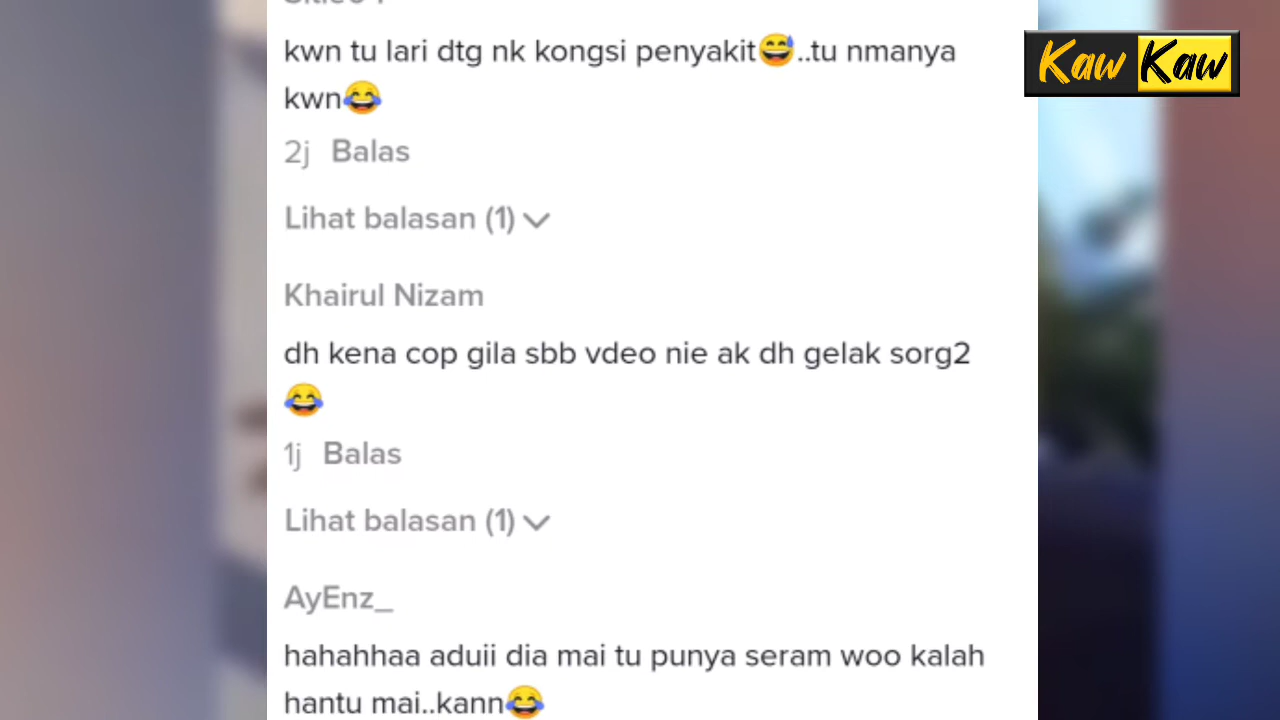 kwn tu lari dtg nk kongsi penyakit😅..tu nmanya
kwn😂
2j Balas
Lihat balasan (1)
Khairul Nizam
dh kena cop gila sbb vdeo nie ak dh gelak sorg2
😂
1j Balas
Lihat balasan (1)
AyEnz_
hahahhaa aduii dia mai tu punya seram woo kalah
hantu mai..kann😂
Kaw Kaw